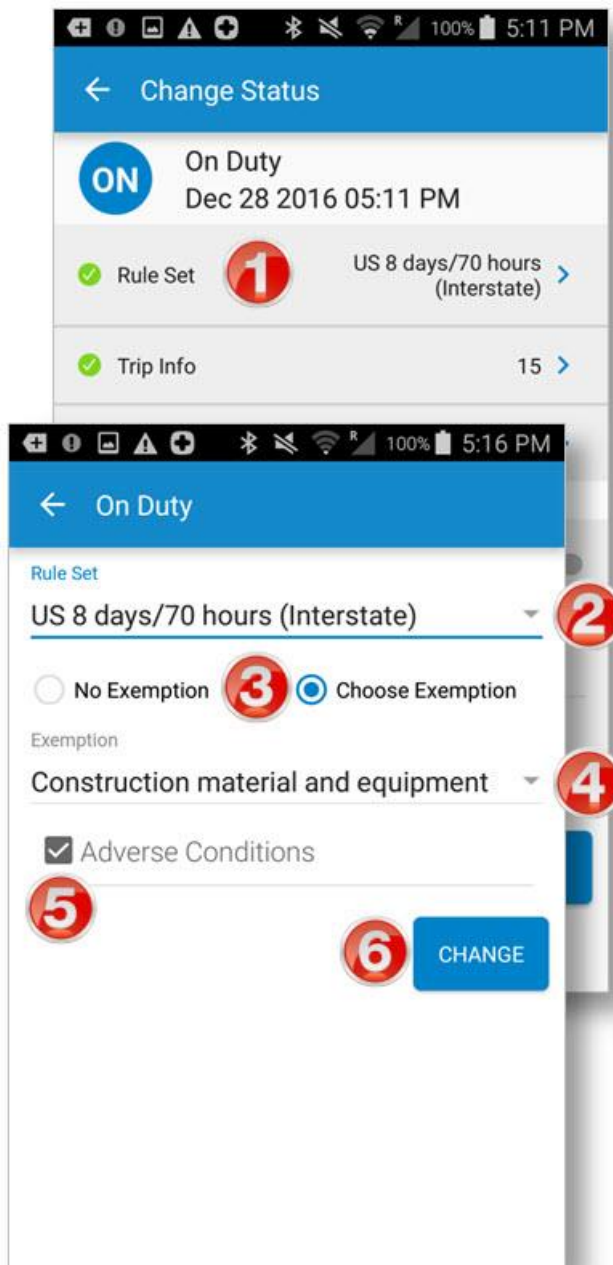 100% 5:11 PM
Change Status
ON
On Duty
Dec 28 2016 05:11 PM
Rule Set
1
US 8 days/70 hours
(Interstate)
Trip Info
15
R 100% 5:16 PM
On Duty
Rule Set
US 8 days/70 hours (Interstate)
2
No Exemption
3
Choose Exemption
Exemption
Construction material and equipment
4
Adverse Conditions
5
6
CHANGE